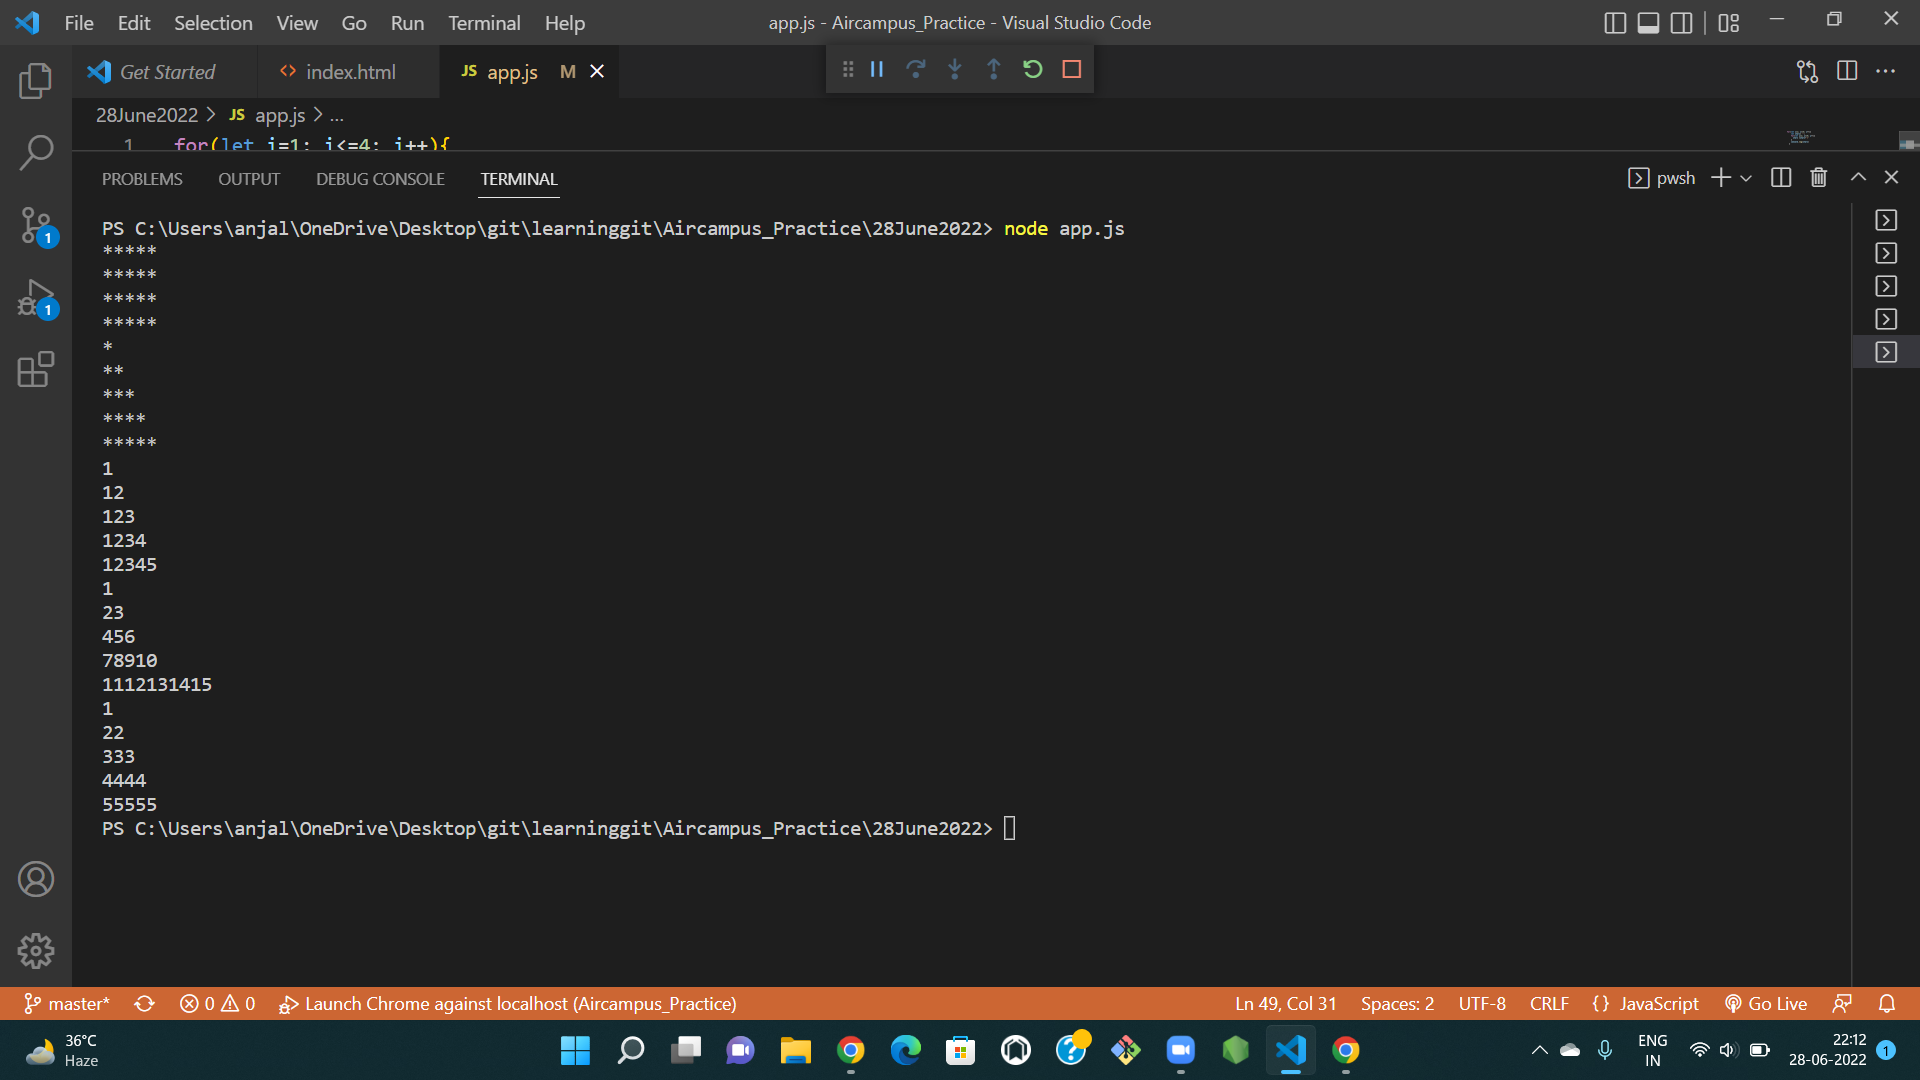 File Edit Selection View Go Run Terminal Help app.js - Aircampus_Practice - Visual Studio Code
Get Started index.html JS app.js M
28June2022 > JS app.js > ...
1 for(let i=1; i<=4; i++){
PROBLEMS OUTPUT DEBUG CONSOLE TERMINAL pwsh
PS C:\Users\anjal\OneDrive\Desktop\git\learninggit\Aircampus_Practice\28June2022> node app.js
*****
*****
*****
*****
*
**
***
****
*****
1
12
123
1234
12345
1
23
456
78910
1112131415
1
22
333
4444
55555
PS C:\Users\anjal\OneDrive\Desktop\git\learninggit\Aircampus_Practice\28June2022>
1
1
master* 0 0 Launch Chrome against localhost (Aircampus_Practice) Ln 49, Col 31 Spaces: 2 UTF-8 CRLF {} JavaScript Go Live
36°C
Haze
ENG
IN
22:12
28-06-2022
1